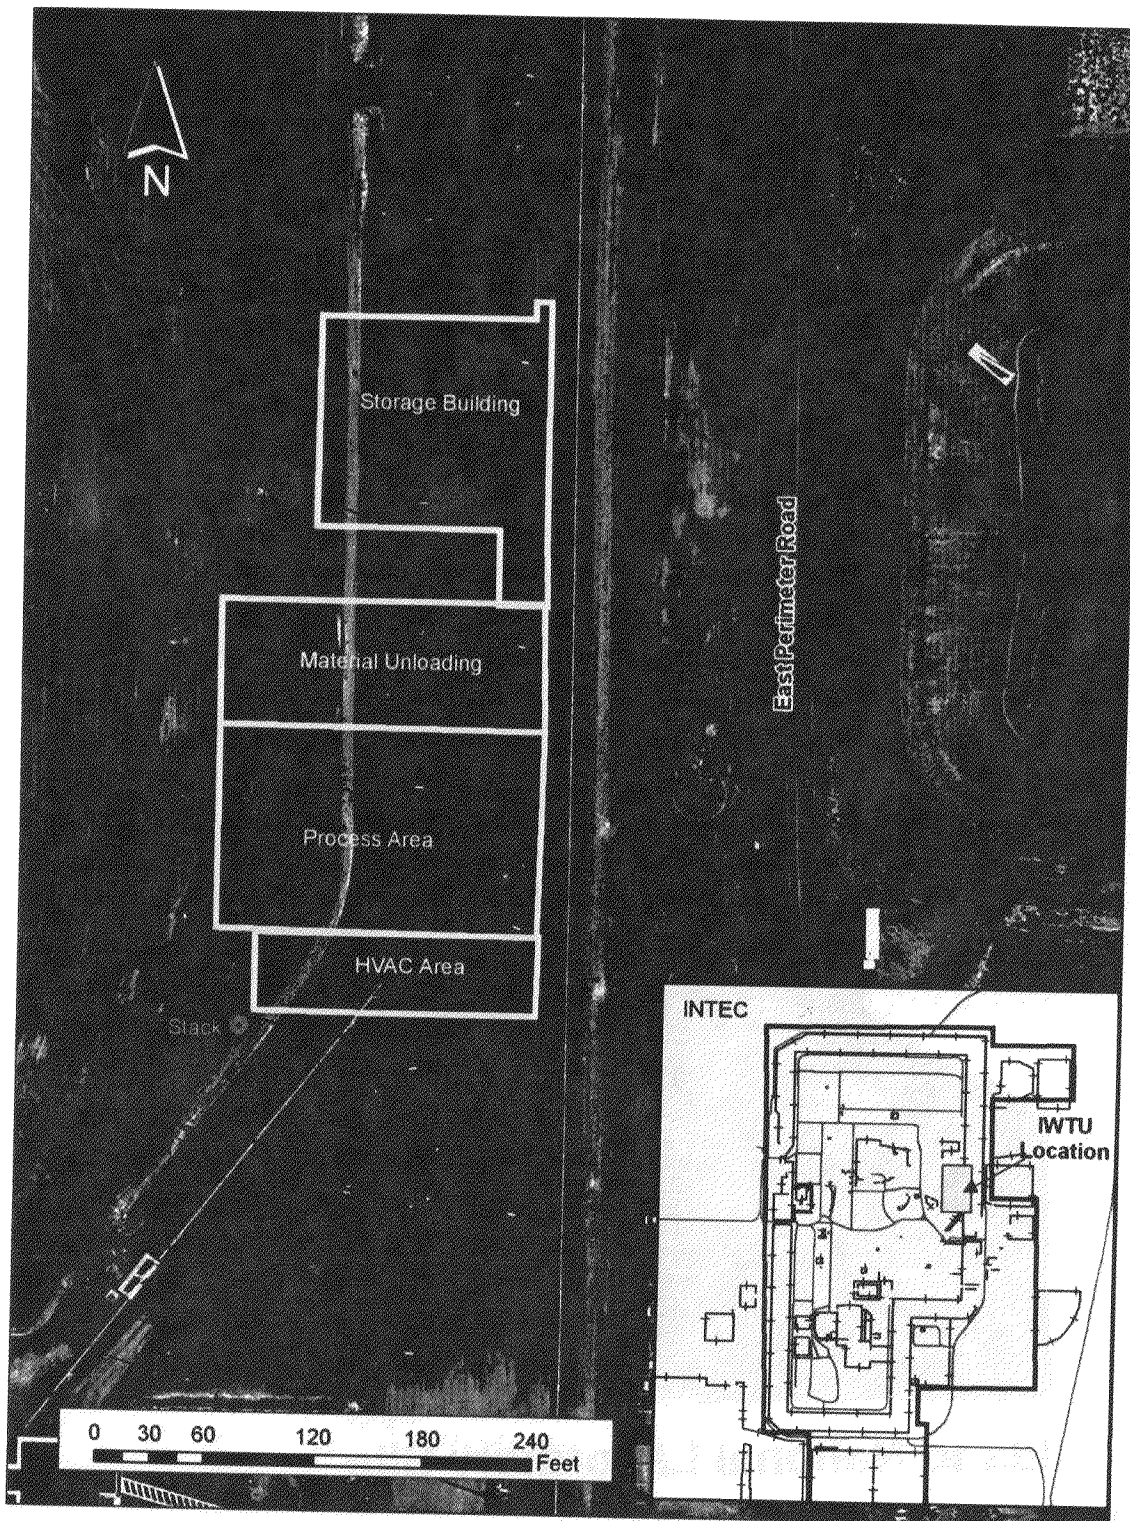 N
Storage Building
Material Unloading
East Perimeter Road
Process Area
HVAC Area
Stack
INTEC
IWTU
Location
0 30 60 120 180 240
Feet